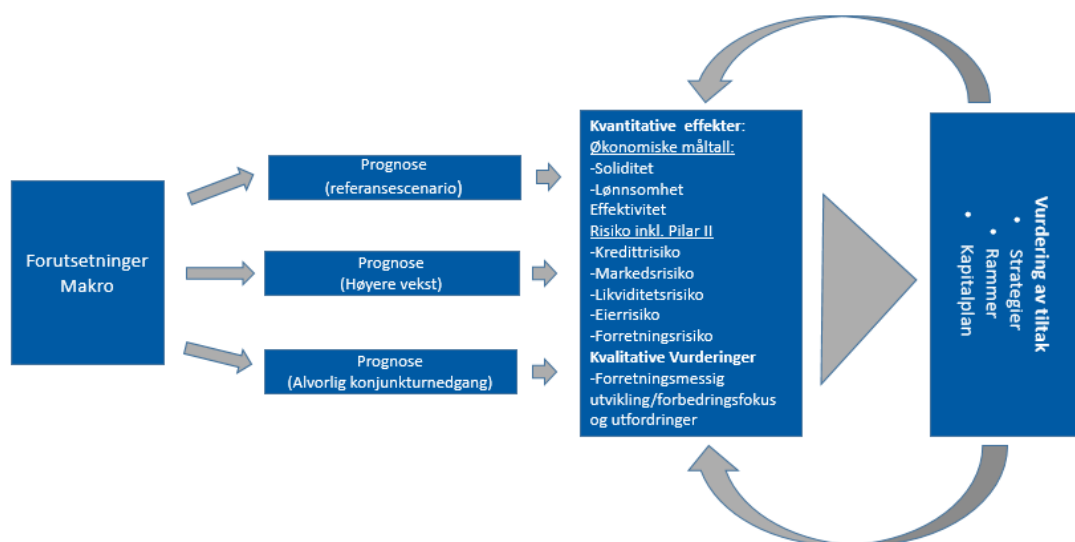 Forutsetninger
Makro
Prognose
(referansescenario)
Prognose
(Høyere vekst)
Prognose
(Alvorlig konjunkturnedgang)
Kvantitative effekter:
Økonomiske måltall:
-Soliditet
-Lønnsomhet
Effektivitet
Risiko inkl. Pilar II
-Kredittrisiko
-Markedsrisiko
-Likviditetsrisiko
-Eierrisiko
-Forretningsrisiko
Kvalitative Vurderinger
-Forretningsmessig
utvikling/forbedringsfokus
og utfordringer
Vurdering av tiltak
• Strategier
• Rammer
• Kapitalplan